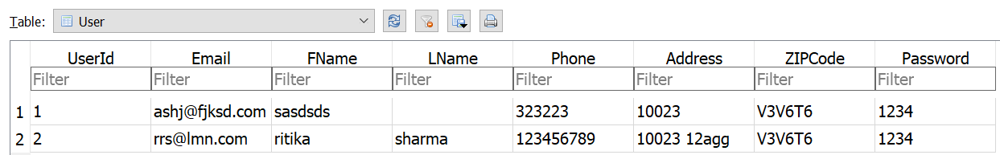 Table: User
UserId Email FName LName Phone Address ZIPCode Password
Filter Filter Filter Filter Filter Filter Filter Filter
1 1 ashj@fjksd.com sasdsds 323223 10023 V3V6T6 1234
2 2 rrs@lmn.com ritika sharma 123456789 10023 12agg V3V6T6 1234